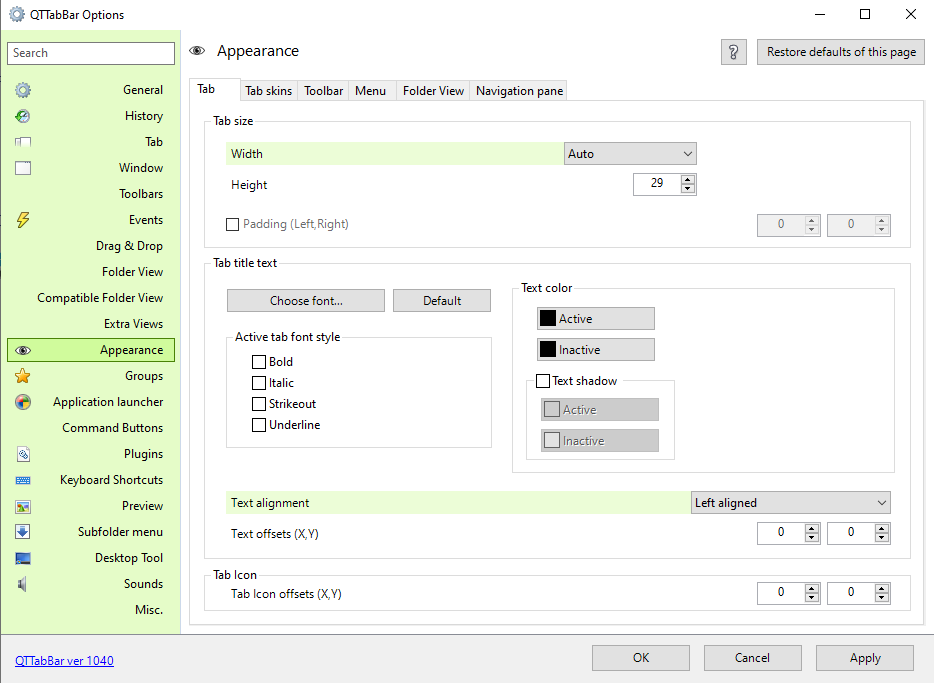 QTTabBar Options
Search
General
History
Tab
Window
Toolbars
Events
Drag & Drop
Folder View
Compatible Folder View
Extra Views
Appearance
Groups
Application launcher
Command Buttons
Plugins
Keyboard Shortcuts
Preview
Subfolder menu
Desktop Tool
Sounds
Misc.
Appearance
? Restore defaults of this page
Tab Tab skins Toolbar Menu Folder View Navigation pane
Tab size
Width Auto
Height 29
Padding (Left,Right) 0 0
Tab title text
Choose font... Default
Active tab font style
Bold
Italic
Strikeout
Underline
Text color
Active
Inactive
Text shadow
Active
Inactive
Text alignment Left aligned
Text offsets (X,Y) 0 0
Tab Icon
Tab Icon offsets (X,Y) 0 0
QTTabBar ver 1040
OK Cancel Apply